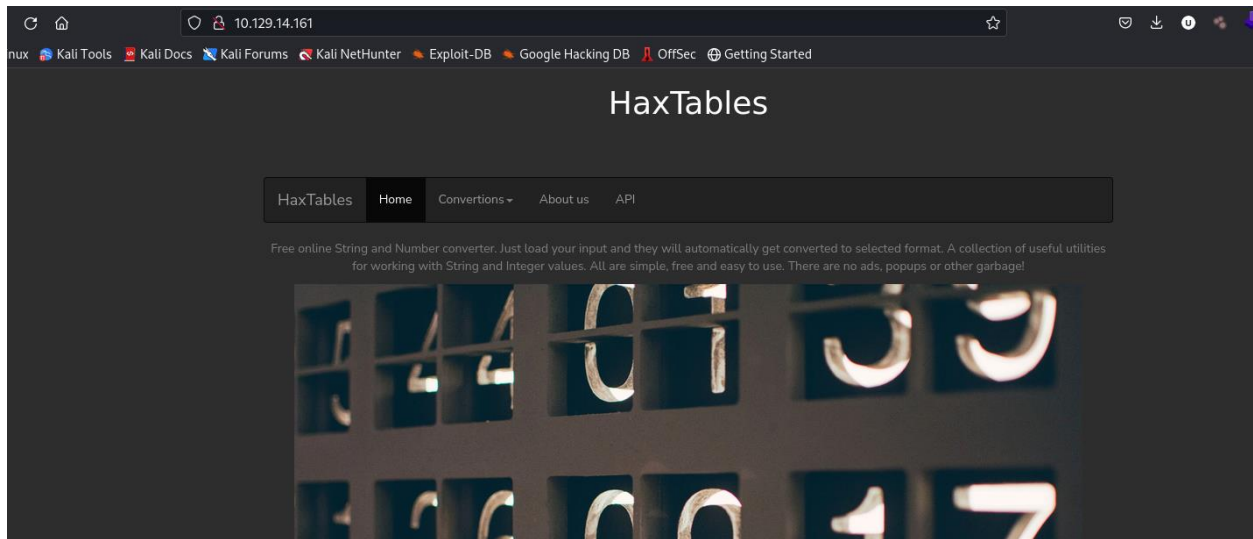 10.129.14.161
nux Kali Tools Kali Docs Kali Forums Kali NetHunter Exploit-DB Google Hacking DB OffSec Getting Started
HaxTables
HaxTables Home Convertions About us API
Free online String and Number converter. Just load your input and they will automatically get converted to selected format. A collection of useful utilities
for working with String and Integer values. All are simple, free and easy to use. There are no ads, popups or other garbage!